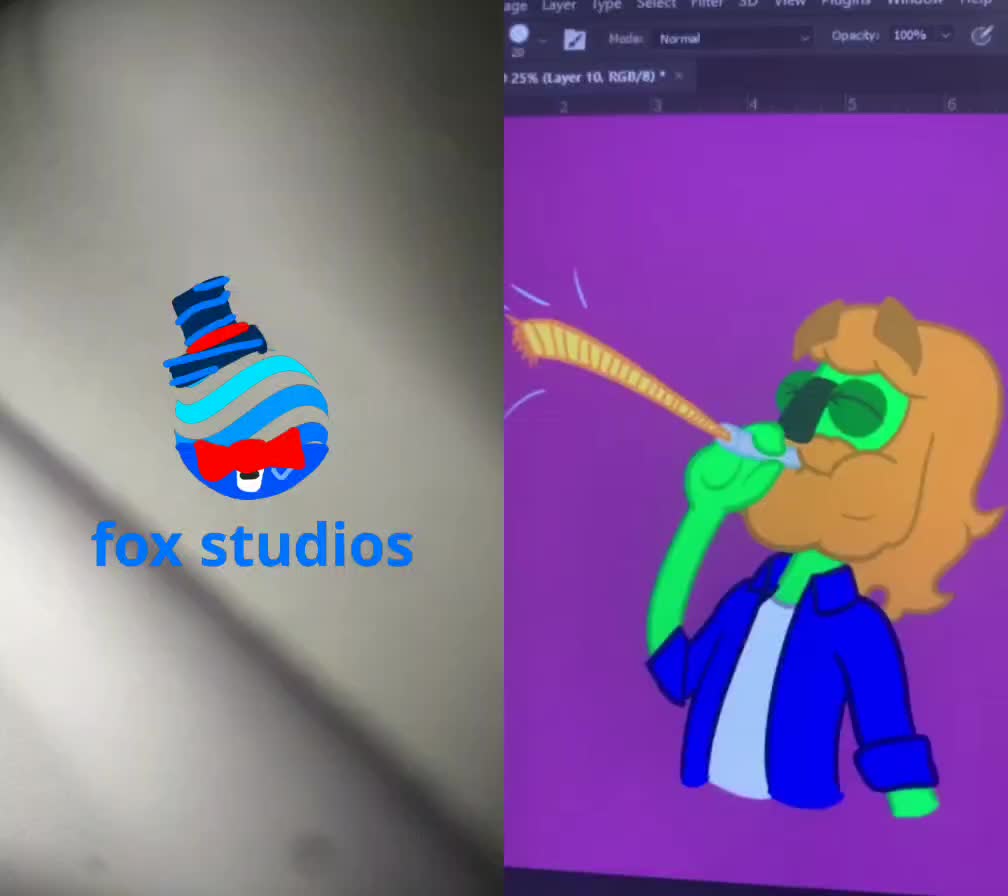 fox studios
age Layer Type Select Filter 3D View Plugins Window Help
20 Mode: Normal Opacity: 100%
25% (Layer 10, RGB/8) * ×
2 3 4 5 6